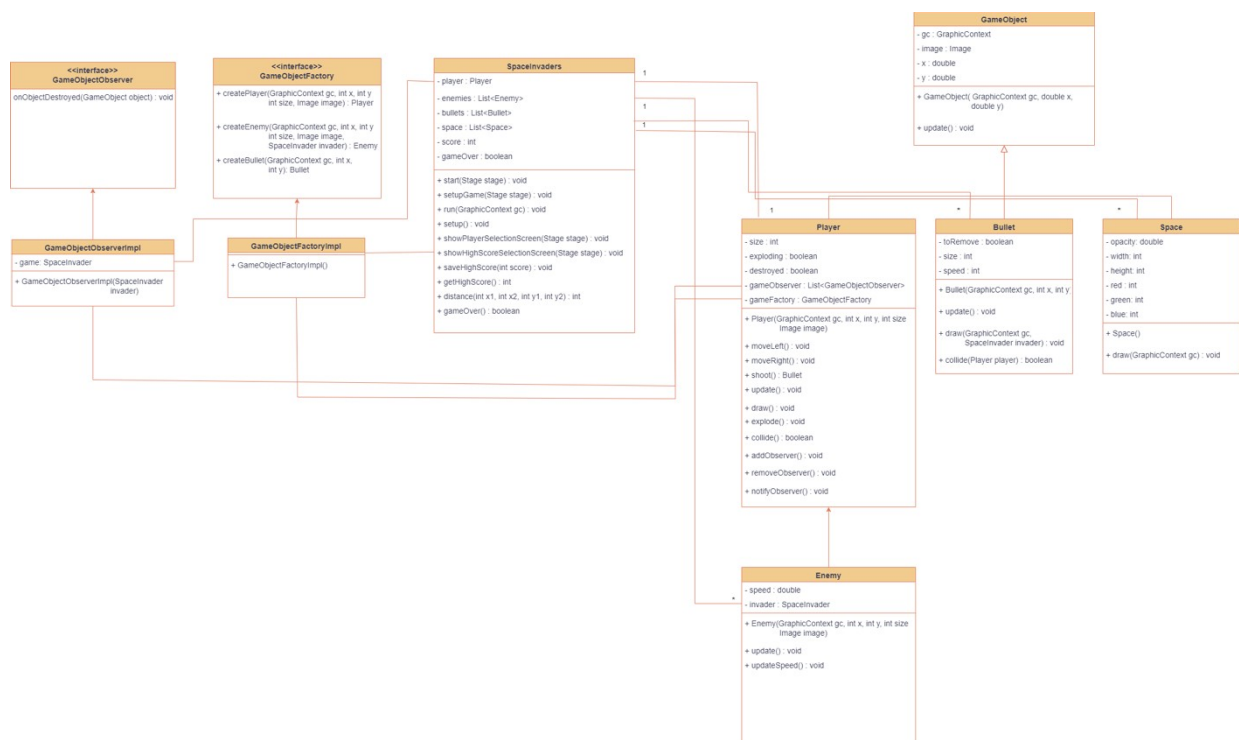 <<interface>>
GameObjectObserver
onObjectDestroyed(GameObject object) : void
<<interface>>
GameObjectFactory
+ createPlayer(GraphicContext gc, int x, int y
int size, Image image) : Player
+ createEnemy(GraphicContext gc, int x, int y
int size, Image image,
SpaceInvader invader) : Enemy
+ createBullet(GraphicContext gc, int x,
int y): Bullet
SpaceInvaders
- player : Player
- enemies : List<Enemy>
- bullets : List<Bullet>
- space : List<Space>
- score : int
- gameOver : boolean
+ start(Stage stage) : void
+ setupGame(Stage stage) : void
+ run(GraphicContext gc) : void
+ setup() : void
+ showPlayerSelectionScreen(Stage stage) : void
+ showHighScoreSelectionScreen(Stage stage) : void
+ saveHighScore(int score) : void
+ getHighScore() : int
+ distance(int x1, int x2, int y1, int y2) : int
+ gameOver() : boolean
1
1
1
GameObject
- gc : GraphicContext
- image : Image
- x : double
- y : double
+ GameObject( GraphicContext gc, double x,
double y)
+ update() : void
GameObjectObserverImpl
- game: SpaceInvader
+ GameObjectObserverImpl(SpaceInvader
invader)
GameObjectFactoryImpl
+ GameObjectFactoryImpl()
1
*
*
Player
- size : int
- exploding : boolean
- destroyed : boolean
- gameObserver : List<GameObjectObserver>
- gameFactory : GameObjectFactory
+ Player(GraphicContext gc, int x, int y, int size
Image image)
+ moveLeft() : void
+ moveRight() : void
+ shoot() : Bullet
+ update() : void
+ draw() : void
+ explode() : void
+ collide() : boolean
+ addObserver() : void
+ removeObserver() : void
+ notifyObserver() : void
Bullet
- toRemove : boolean
- size : int
- speed : int
+ Bullet(GraphicContext gc, int x, int y
+ update() : void
+ draw(GraphicContext gc,
SpaceInvader invader) : void
+ collide(Player player) : boolean
Space
- opacity: double
- width: int
- height: int
- red : int
- green : int
- blue: int
+ Space()
+ draw(GraphicContext gc) : void
*
Enemy
- speed : double
- invader : SpaceInvader
+ Enemy(GraphicContext gc, int x, int y, int size
Image image)
+ update() : void
+ updateSpeed() : void